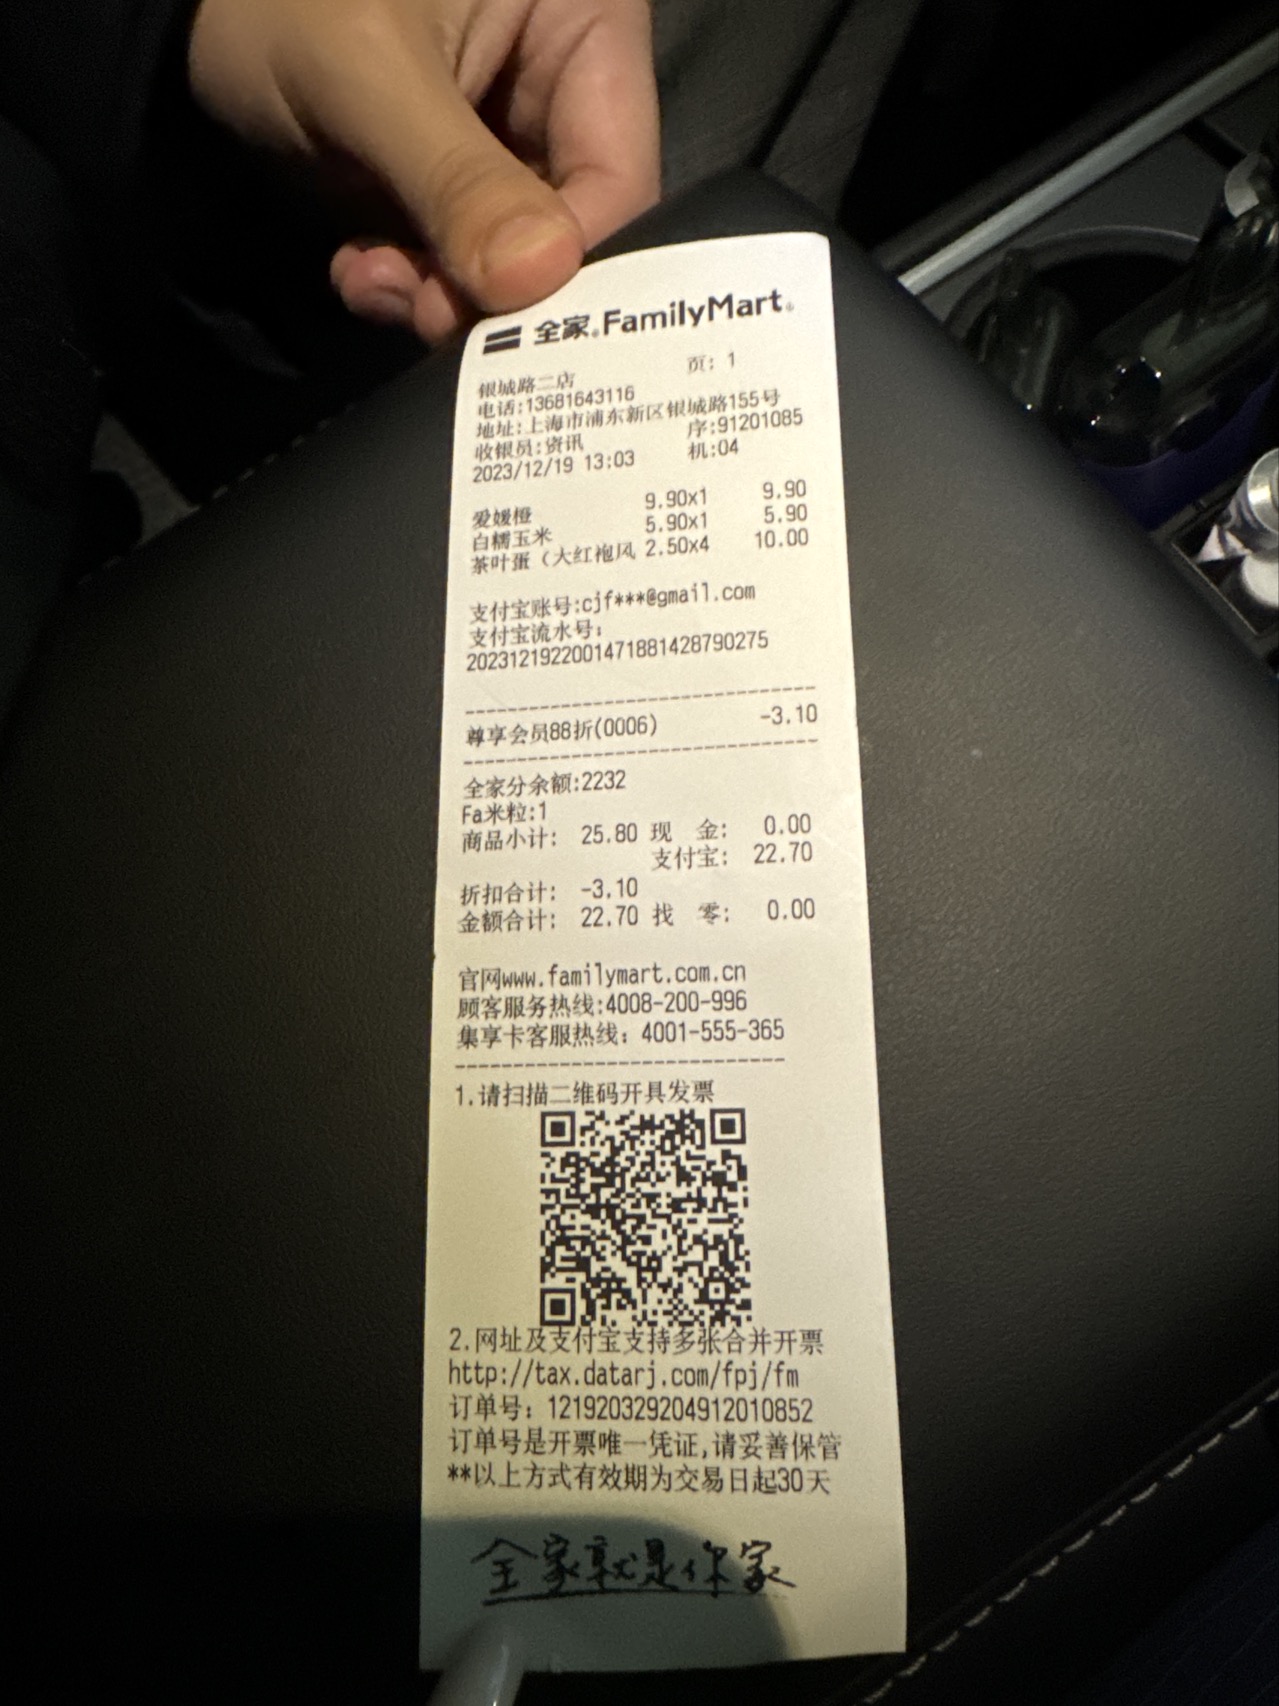 全家®FamilyMart®
页: 1
银城路二店
电话:13681643116
地址:上海市浦东新区银城路155号
收银员:资讯 序:91201085
2023/12/19 13:03 机:04
爱媛橙 9.90x1 9.90
白糯玉米 5.90x1 5.90
茶叶蛋（大红袍风 2.50x4 10.00
支付宝账号:cjf***@gmail.com
支付宝流水号:
2023121922001471881428790275
尊享会员88折(0006) -3.10
全家分余额:2232
Fa米粒:1
商品小计: 25.80 现 金: 0.00
支付宝: 22.70
折扣合计: -3.10
金额合计: 22.70 找 零: 0.00
官网www.familymart.com.cn
顾客服务热线:4008-200-996
集享卡客服热线: 4001-555-365
1.请扫描二维码开具发票
2.网址及支付宝支持多张合并开票
http://tax.datarj.com/fpj/fm
订单号: 121920329204912010852
订单号是开票唯一凭证,请妥善保管
**以上方式有效期为交易日起30天
全家就是你家